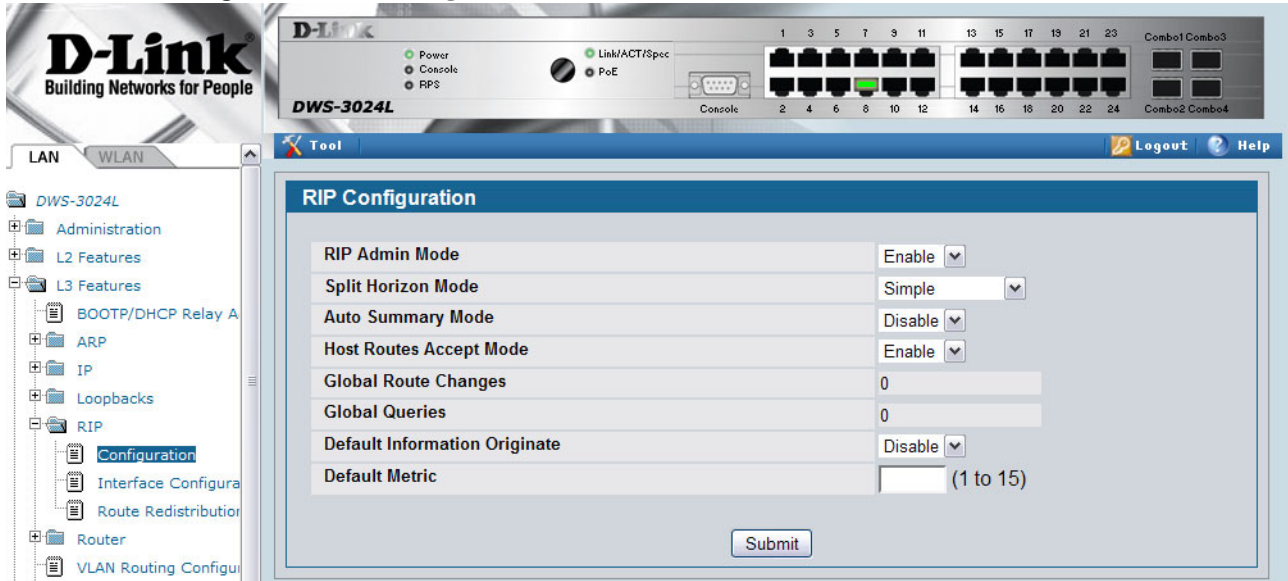 D-Link®
Building Networks for People
D-Link
Power
Console
RPS
Link/ACT/Spee
PoE
DWS-3024L
Console
1 3 5 7 9 11 13 15 17 19 21 23
Combo1 Combo3
2 4 6 8 10 12 14 16 18 20 22 24
Combo2 Combo4
LAN
WLAN
Tool
Logout
Help
DWS-3024L
Administration
L2 Features
L3 Features
BOOTP/DHCP Relay A
ARP
IP
Loopbacks
RIP
Configuration
Interface Configura
Route Redistribution
Router
VLAN Routing Configu
RIP Configuration
RIP Admin Mode Enable
Split Horizon Mode Simple
Auto Summary Mode Disable
Host Routes Accept Mode Enable
Global Route Changes 0
Global Queries 0
Default Information Originate Disable
Default Metric (1 to 15)
Submit